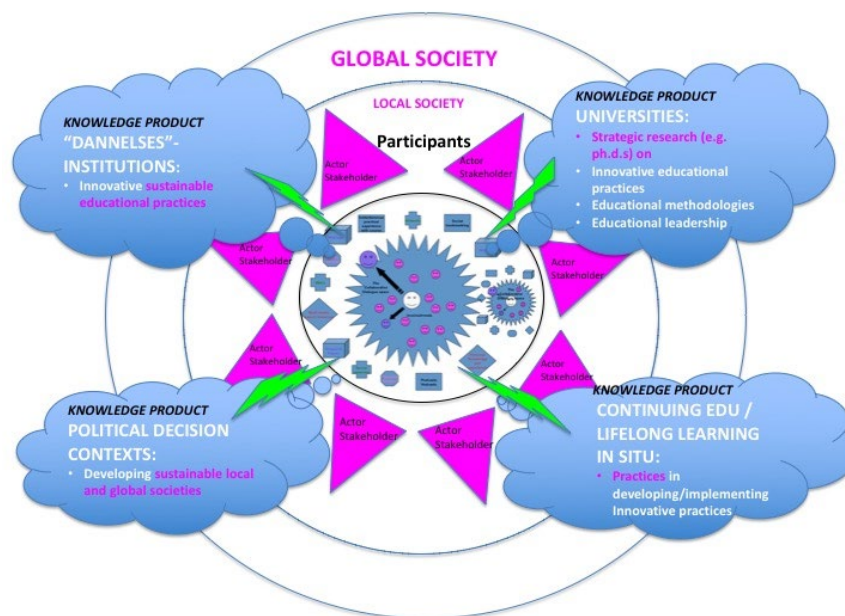 GLOBAL SOCIETY
LOCAL SOCIETY
Participants
KNOWLEDGE PRODUCT
“DANNELSES”-
INSTITUTIONS:
• Innovative sustainable
educational practices
KNOWLEDGE PRODUCT
UNIVERSITIES:
• Strategic research (e.g.
ph.d.s) on
• Innovative educational
practices
• Educational methodologies
• Educational leadership
Actor
Stakeholder
Actor
Stakeholder
Actor
Stakeholder
Actor
Stakeholder
Actor
Stakeholder
Actor
Stakeholder
Actor
Stakeholder
Actor
Stakeholder
KNOWLEDGE PRODUCT
POLITICAL DECISION
CONTEXTS:
• Developing sustainable local
and global societies
KNOWLEDGE PRODUCT
CONTINUING EDU /
LIFELONG LEARNING
IN SITU:
• Practices in
developing/implementing
Innovative practices